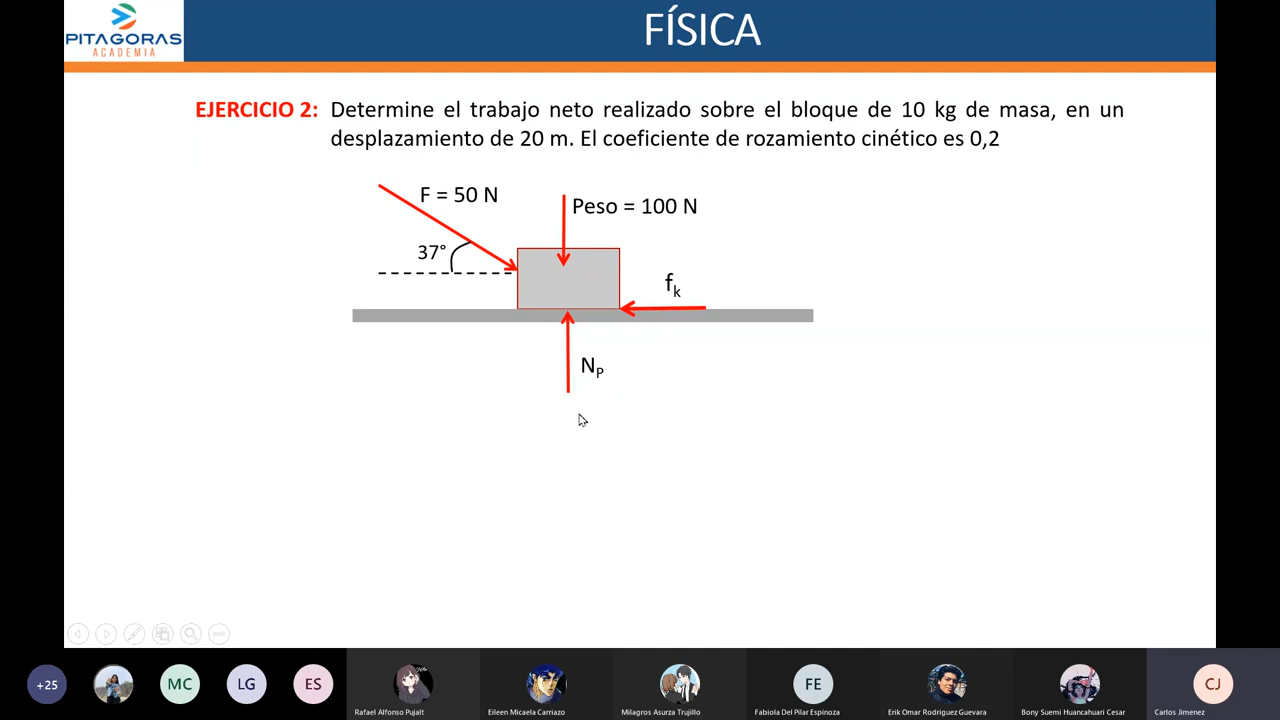 PITAGORAS
ACADEMIA
FÍSICA
EJERCICIO 2: Determine el trabajo neto realizado sobre el bloque de 10 kg de masa, en un
desplazamiento de 20 m. El coeficiente de rozamiento cinético es 0,2
F = 50 N
Peso = 100 N
37°
fk
NP
+25
MC
LG
ES
FE
CJ
Rafael Alfonso Pujalt
Eileen Micaela Carriazo
Milagros Asurza Trujillo
Fabiola Del Pilar Espinoza
Erik Omar Rodriguez Guevara
Bony Suemi Huancahuari Cesar
Carlos Jimenez